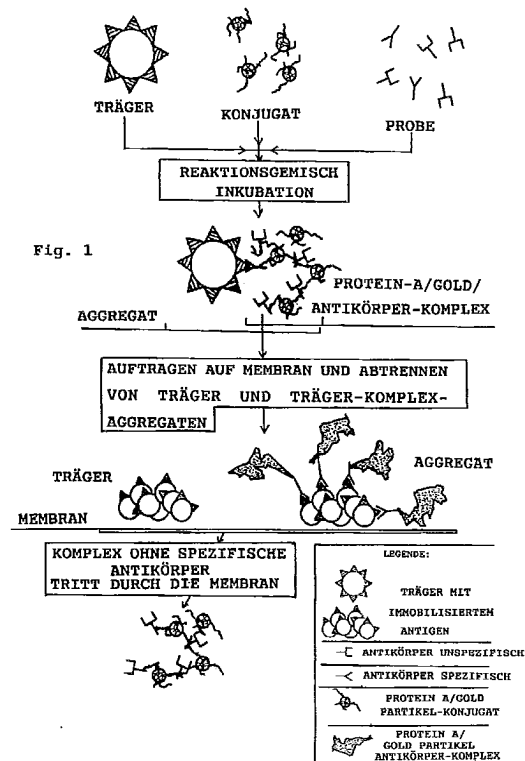 TRÄGER
KONJUGAT
PROBE
REAKTIONSGEMISCH
INKUBATION
Fig. 1
PROTEIN-A/GOLD/
ANTIKÖRPER-KOMPLEX
AGGREGAT
AUFTRAGEN AUF MEMBRAN UND ABTRENNEN
VON TRÄGER UND TRÄGER-KOMPLEX-
AGGREGATEN
TRÄGER
AGGREGAT
MEMBRAN
KOMPLEX OHNE SPEZIFISCHE
ANTIKÖRPER
TRITT DURCH DIE MEMBRAN
LEGENDE:
TRÄGER MIT
IMMOBILISIERTEM
ANTIGEN
ANTIKÖRPER UNSPEZIFISCH
ANTIKÖRPER SPEZIFISCH
PROTEIN A/GOLD
PARTIKEL-KONJUGAT
PROTEIN A/
GOLD PARTIKEL
ANTIKÖRPER-KOMPLEX